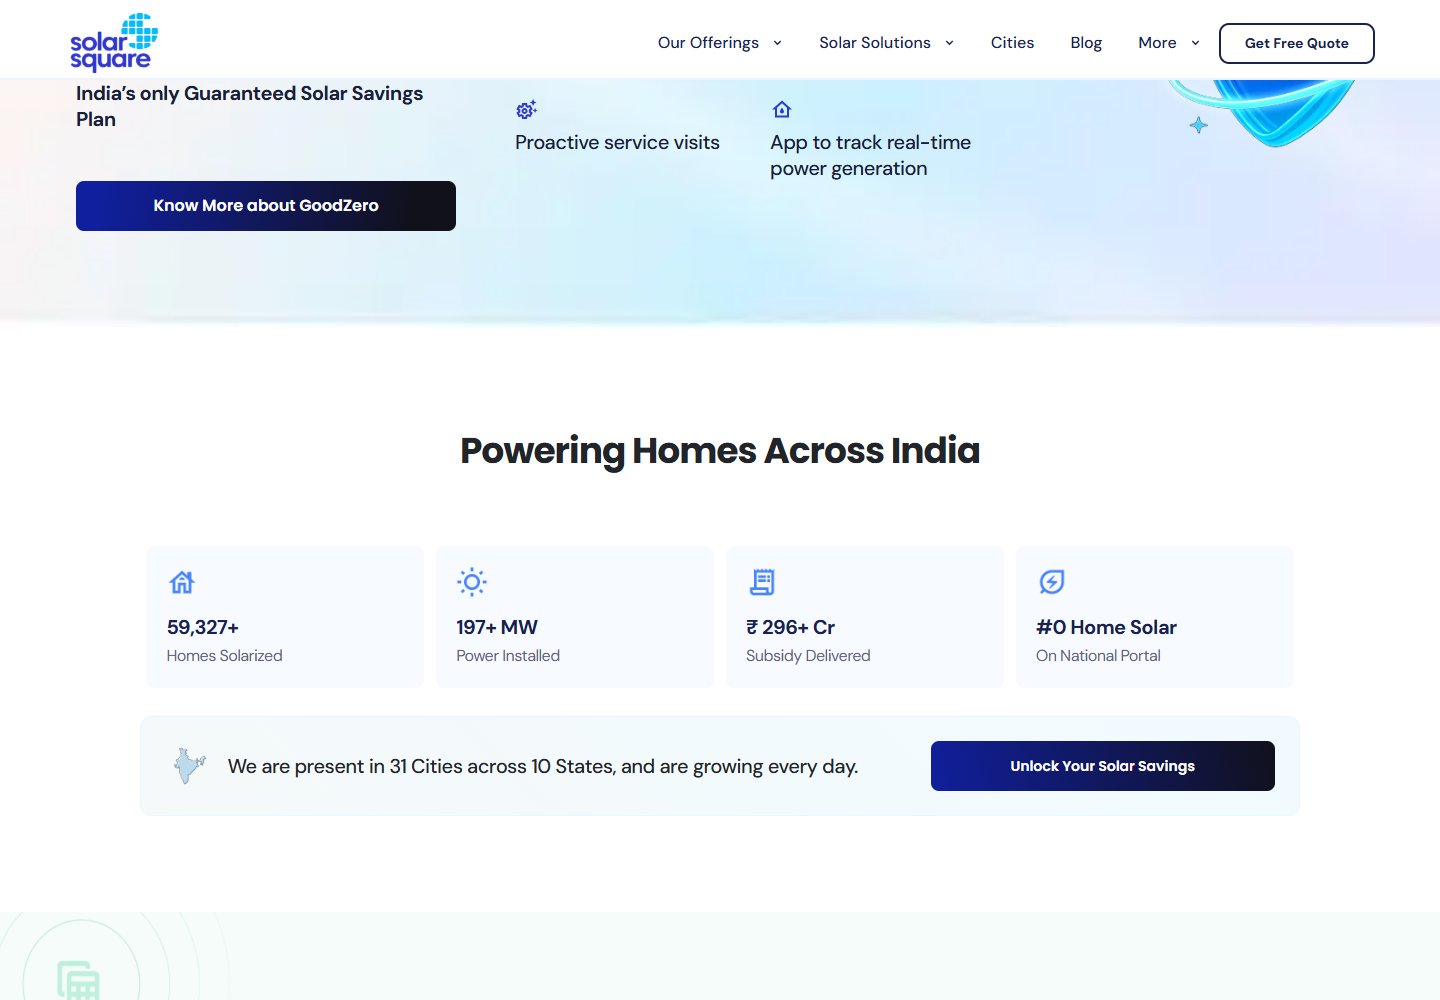 solar
square
Our Offerings
Solar Solutions
Cities
Blog
More
Get Free Quote
India's only Guaranteed Solar Savings
Plan
Proactive service visits
App to track real-time
power generation
Know More about GoodZero
Powering Homes Across India
59,327+
Homes Solarized
197+ MW
Power Installed
₹ 296+ Cr
Subsidy Delivered
#0 Home Solar
On National Portal
We are present in 31 Cities across 10 States, and are growing every day.
Unlock Your Solar Savings